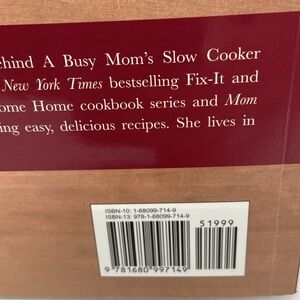 ehind A Busy Mom's Slow Cooker
New York Times bestselling Fix-It and
ome Home cookbook series and Mom
ing easy, delicious recipes. She lives in
ISBN-10: 1-68099-714-9
ISBN-13: 978-1-68099-714-9
51999
9 781680 997149